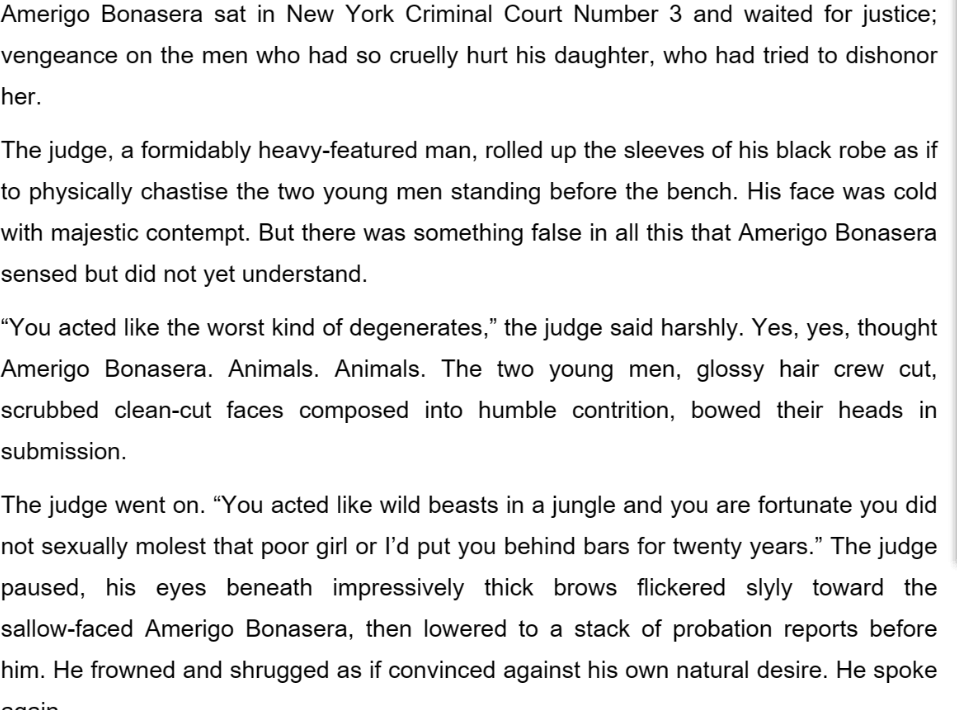 Amerigo Bonasera sat in New York Criminal Court Number 3 and waited for justice;
vengeance on the men who had so cruelly hurt his daughter, who had tried to dishonor
her.
The judge, a formidably heavy-featured man, rolled up the sleeves of his black robe as if
to physically chastise the two young men standing before the bench. His face was cold
with majestic contempt. But there was something false in all this that Amerigo Bonasera
sensed but did not yet understand.
“You acted like the worst kind of degenerates,” the judge said harshly. Yes, yes, thought
Amerigo Bonasera. Animals. Animals. The two young men, glossy hair crew cut,
scrubbed clean-cut faces composed into humble contrition, bowed their heads in
submission.
The judge went on. “You acted like wild beasts in a jungle and you are fortunate you did
not sexually molest that poor girl or I’d put you behind bars for twenty years.” The judge
paused, his eyes beneath impressively thick brows flickered slyly toward the
sallow-faced Amerigo Bonasera, then lowered to a stack of probation reports before
him. He frowned and shrugged as if convinced against his own natural desire. He spoke
again.